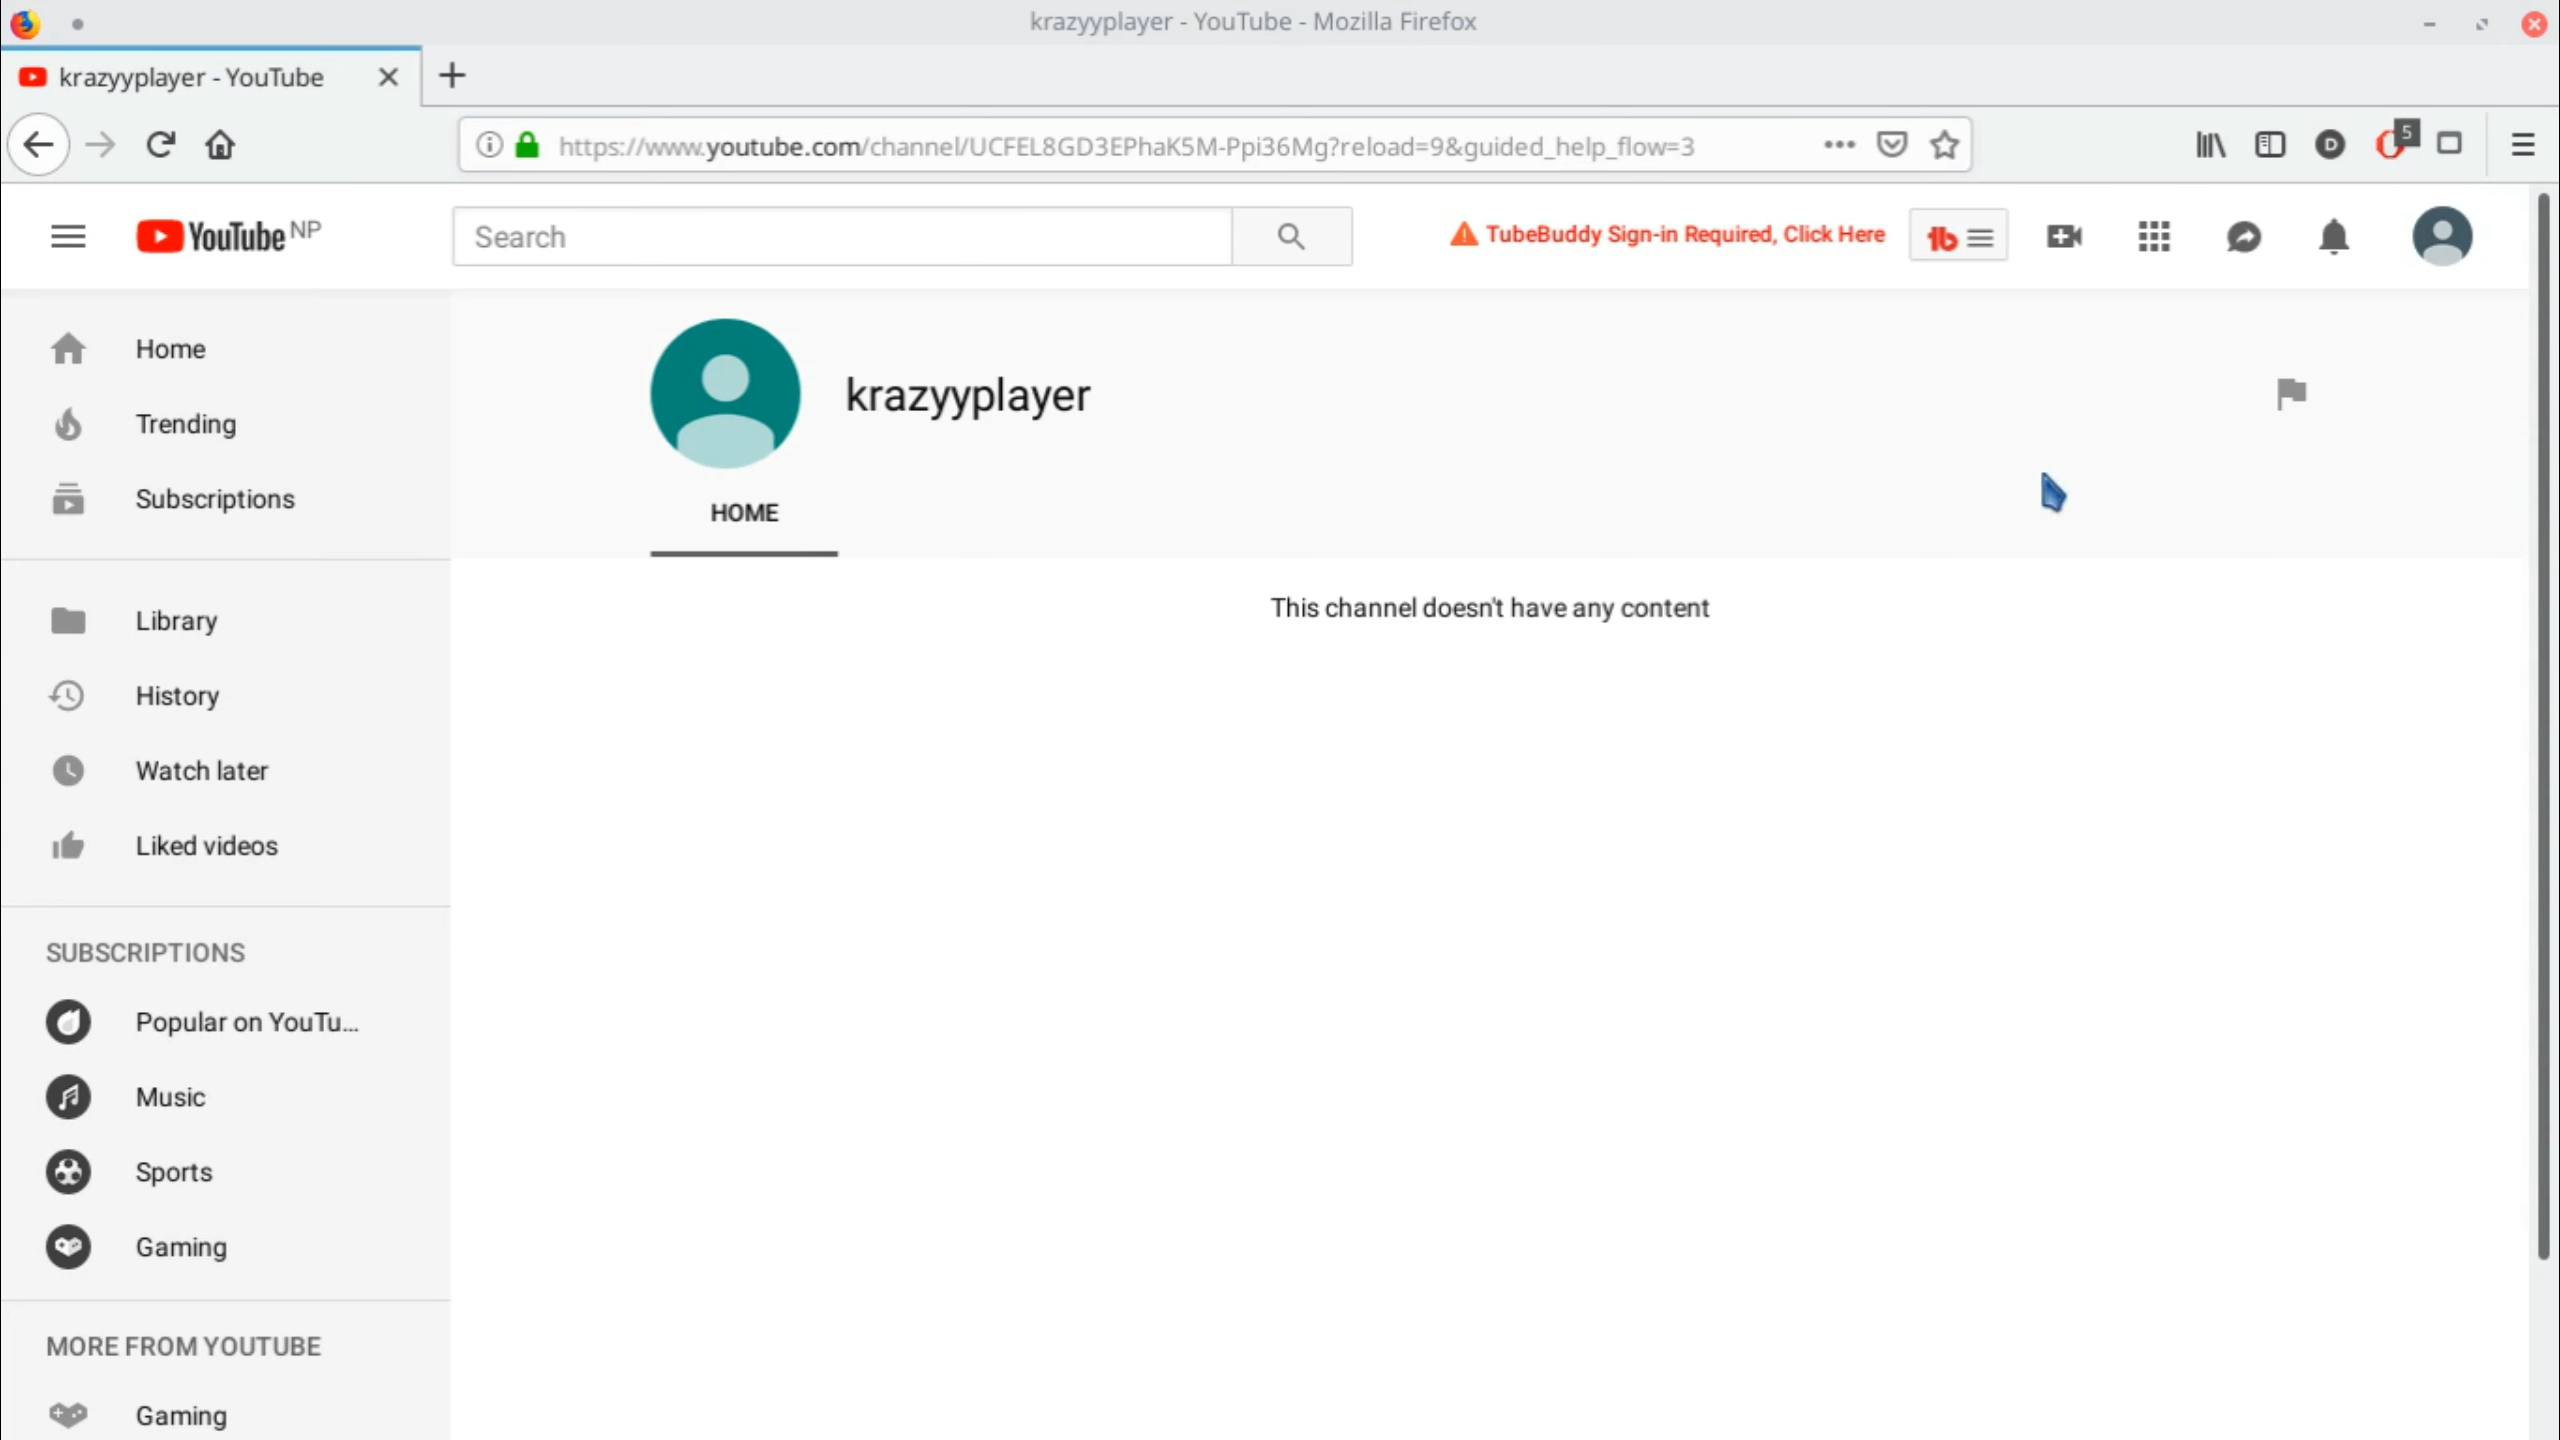 krazyyplayer - YouTube - Mozilla Firefox
krazyyplayer - YouTube
https://www.youtube.com/channel/UCFEL8GD3EPhaK5M-Ppi36Mg?reload=9&guided_help_flow=3
D
5
YouTube NP
Search
TubeBuddy Sign-in Required, Click Here
tb
Home
Trending
Subscriptions
krazyyplayer
HOME
This channel doesn't have any content
Library
History
Watch later
Liked videos
SUBSCRIPTIONS
Popular on YouTu...
Music
Sports
Gaming
MORE FROM YOUTUBE
Gaming